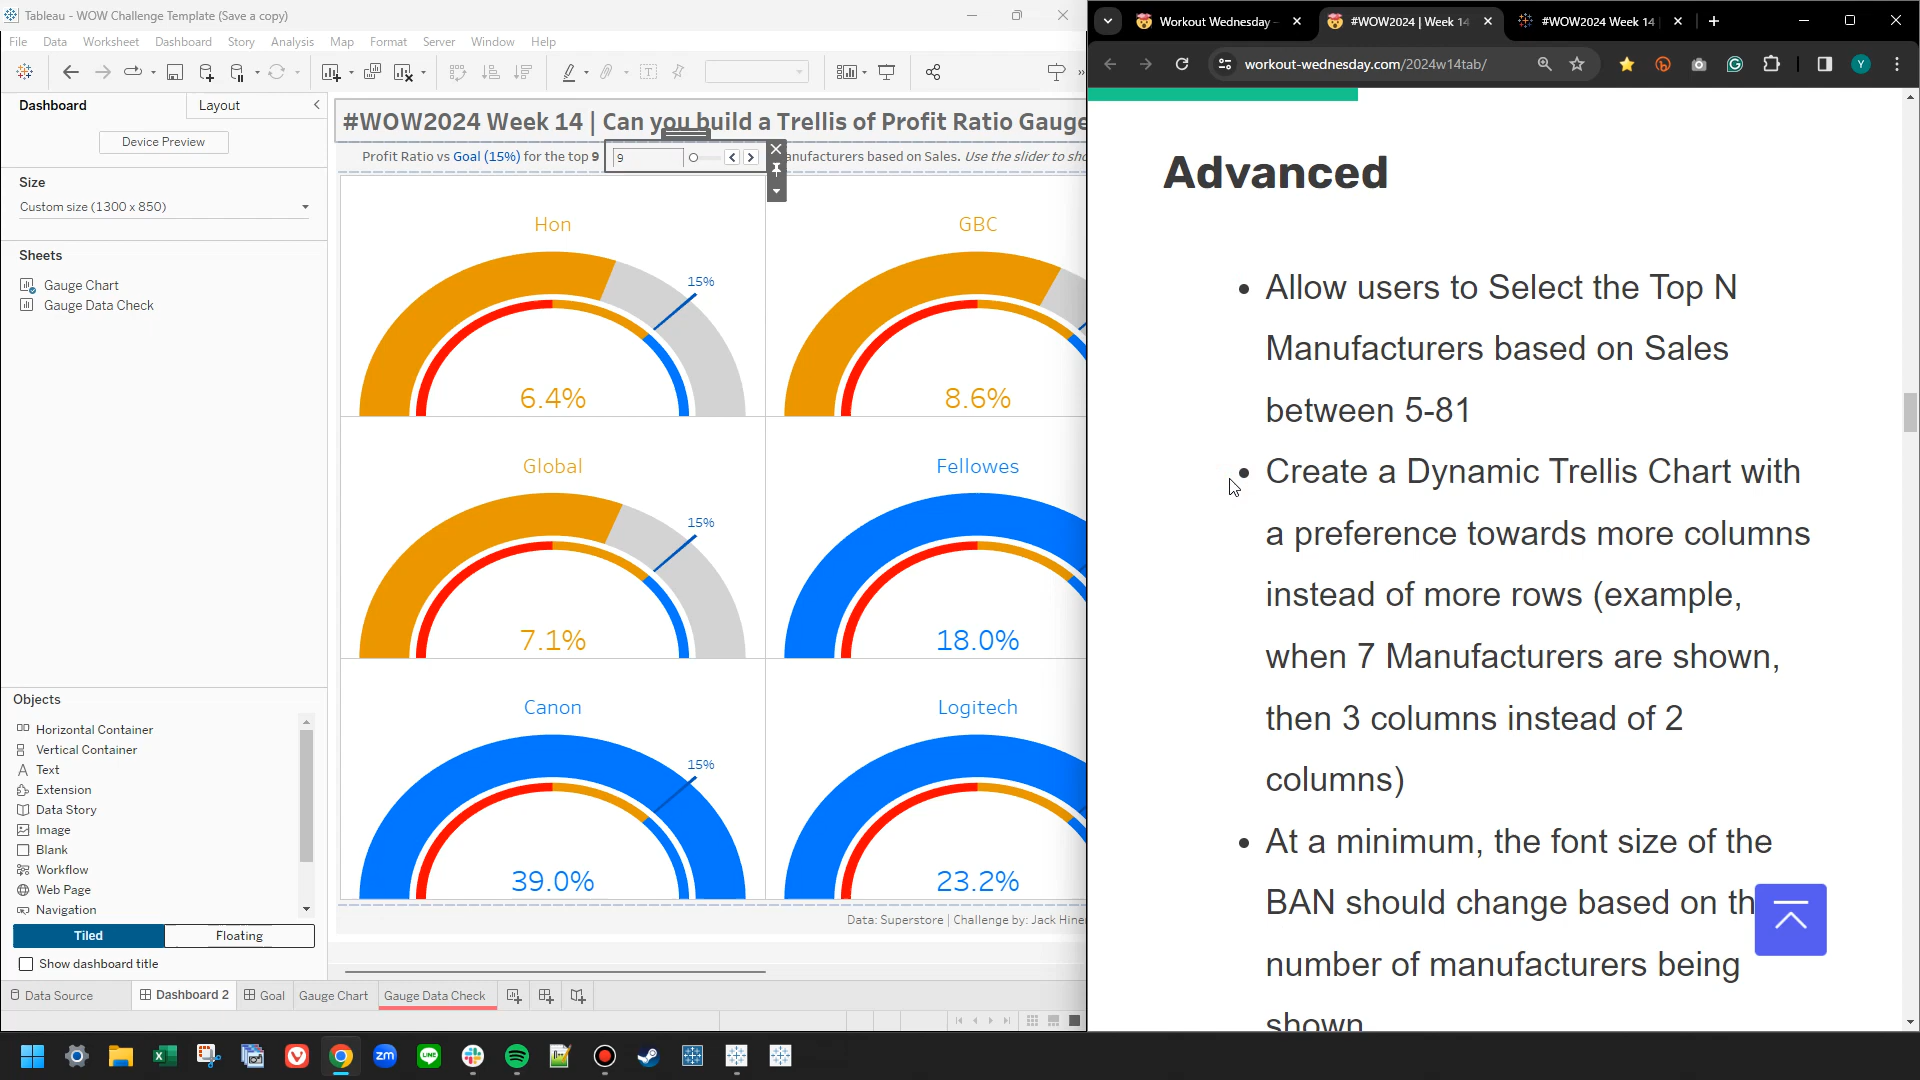 Tableau - WOW Challenge Template (Save a copy)
File Data Worksheet Dashboard Story Analysis Map Format Server Window Help
Dashboard
Layout
Device Preview
Size
Custom size (1300 x 850)
Sheets
Gauge Chart
Gauge Data Check
Objects
Horizontal Container
Vertical Container
Text
Extension
Data Story
Image
Blank
Workflow
Web Page
Navigation
Tiled
Floating
Show dashboard title
#WOW2024 Week 14 | Can you build a Trellis of Profit Ratio Gauge
Profit Ratio vs Goal (15%) for the top 9
9
anufacturers based on Sales. Use the slider to sho
Hon
15%
6.4%
GBC
8.6%
Global
15%
7.1%
Fellowes
18.0%
Canon
15%
39.0%
Logitech
23.2%
Data: Superstore | Challenge by: Jack Hine
Data Source
Dashboard 2
Goal
Gauge Chart
Gauge Data Check
Workout Wednesday -
#WOW2024 | Week 14
#WOW2024 Week 14
workout-wednesday.com/2024w14tab/
Y
Advanced
• Allow users to Select the Top N
Manufacturers based on Sales
between 5-81
• Create a Dynamic Trellis Chart with
a preference towards more columns
instead of more rows (example,
when 7 Manufacturers are shown,
then 3 columns instead of 2
columns)
• At a minimum, the font size of the
BAN should change based on th
number of manufacturers being
shown
zm
LINE